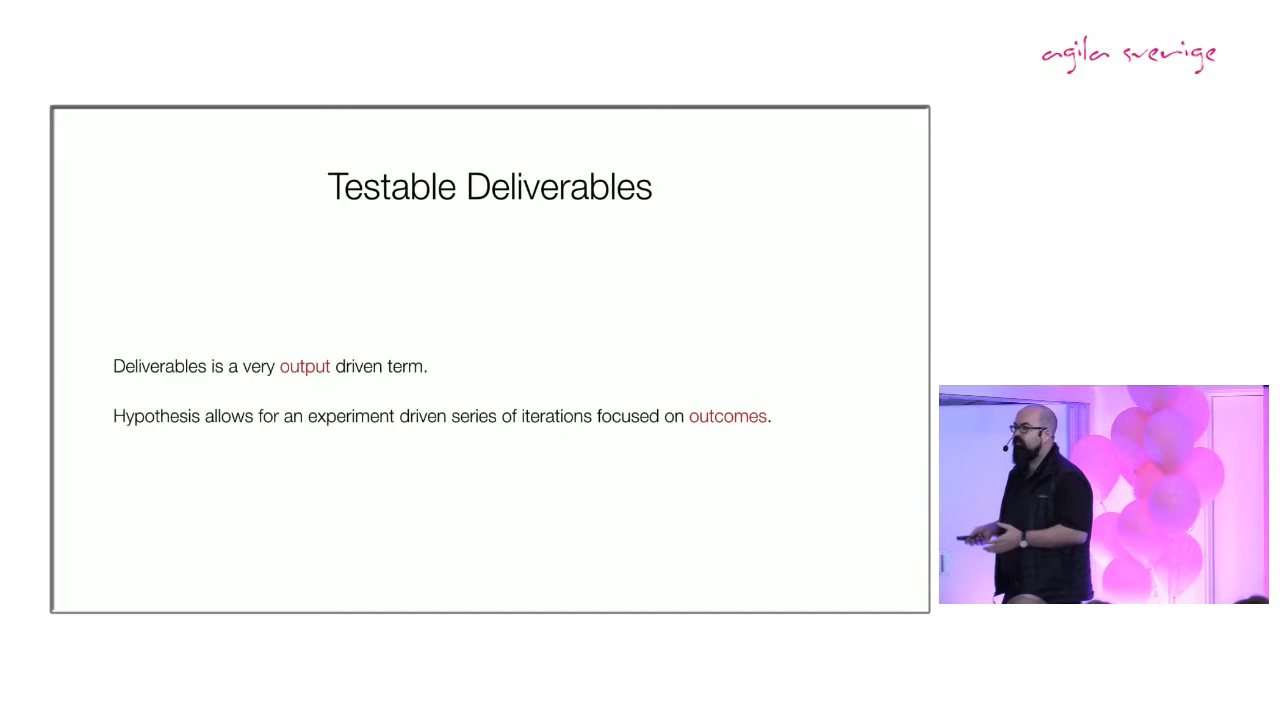 agila sverige
Testable Deliverables
Deliverables is a very output driven term.
Hypothesis allows for an experiment driven series of iterations focused on outcomes.